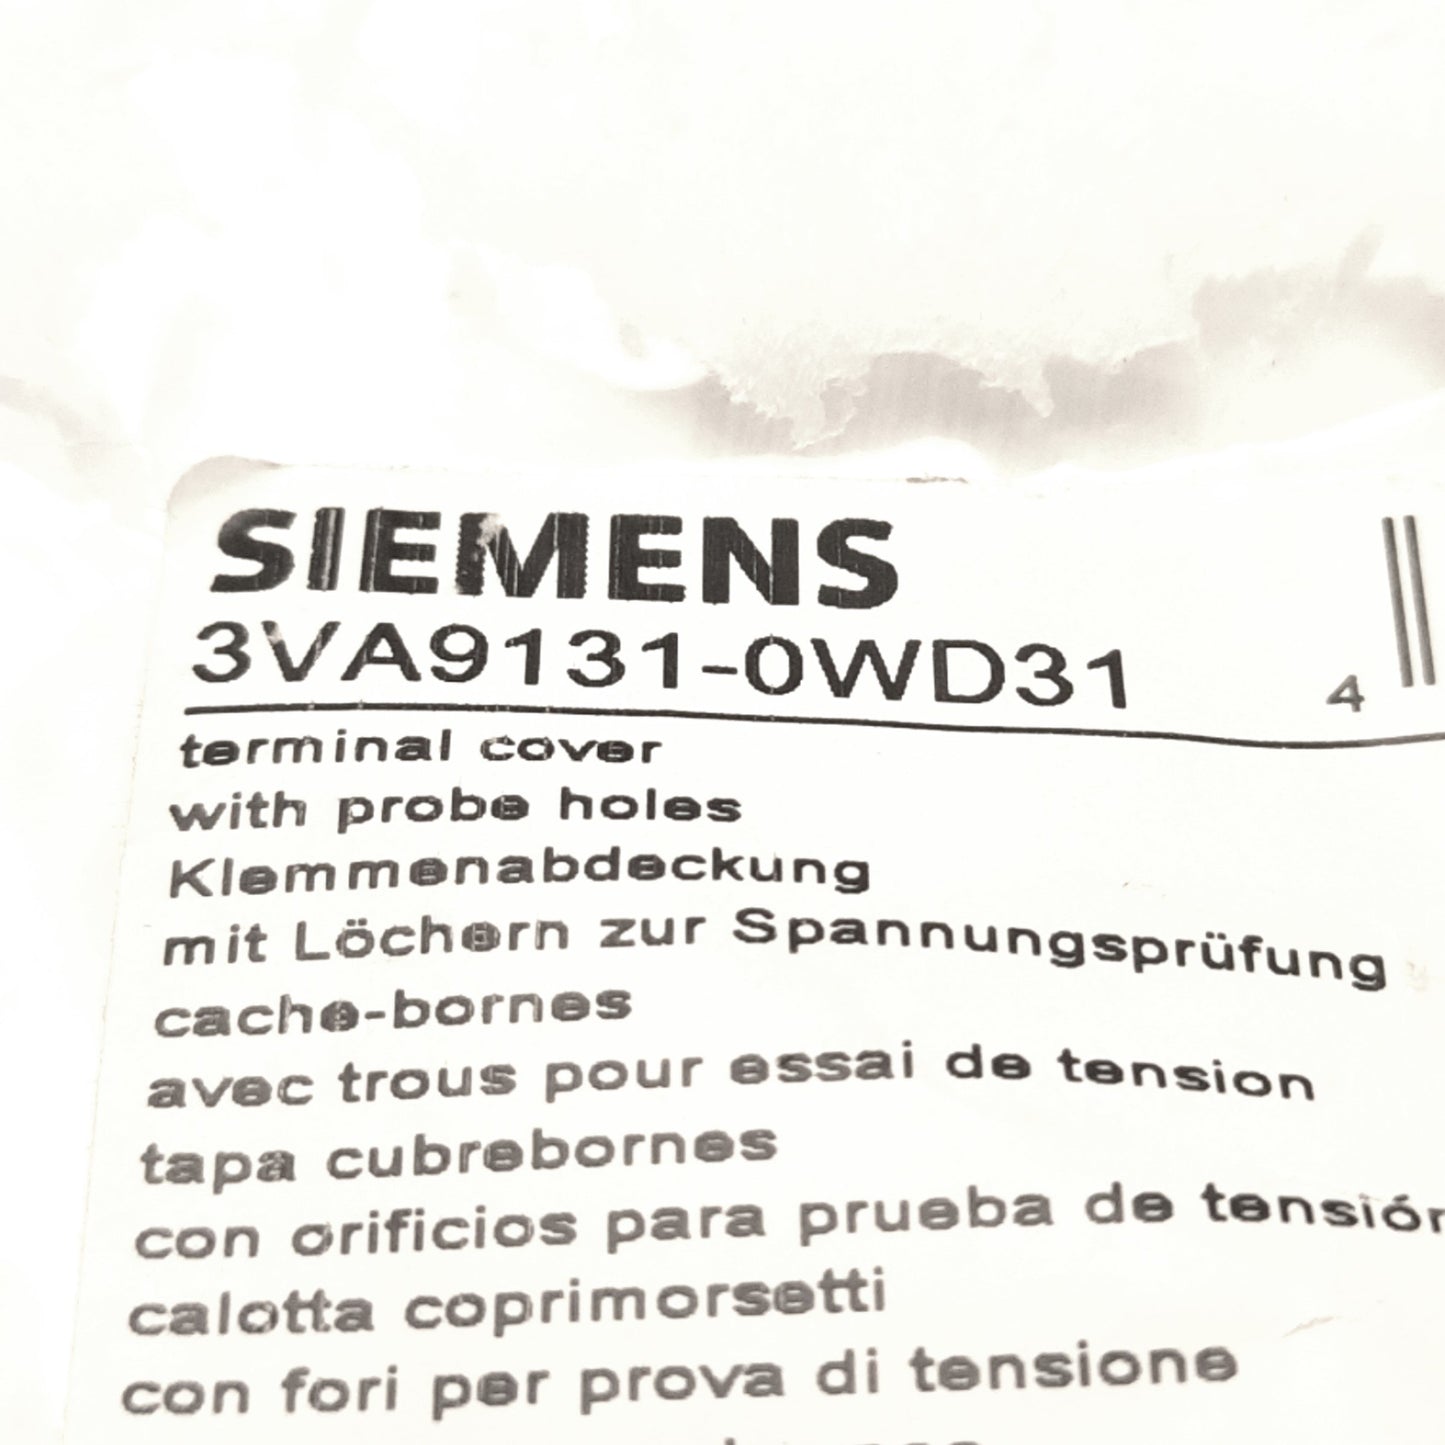 SIEMENS
3VA9131-0WD31
4
terminal cover
with probe holes
Klemmenabdeckung
mit Löchern zur Spannungsprüfung
cache-bornes
avec trous pour essai de tension
tapa cubrebornes
con orificios para prueba de tensión
calotta coprimorsetti
con fori per prova di tensione